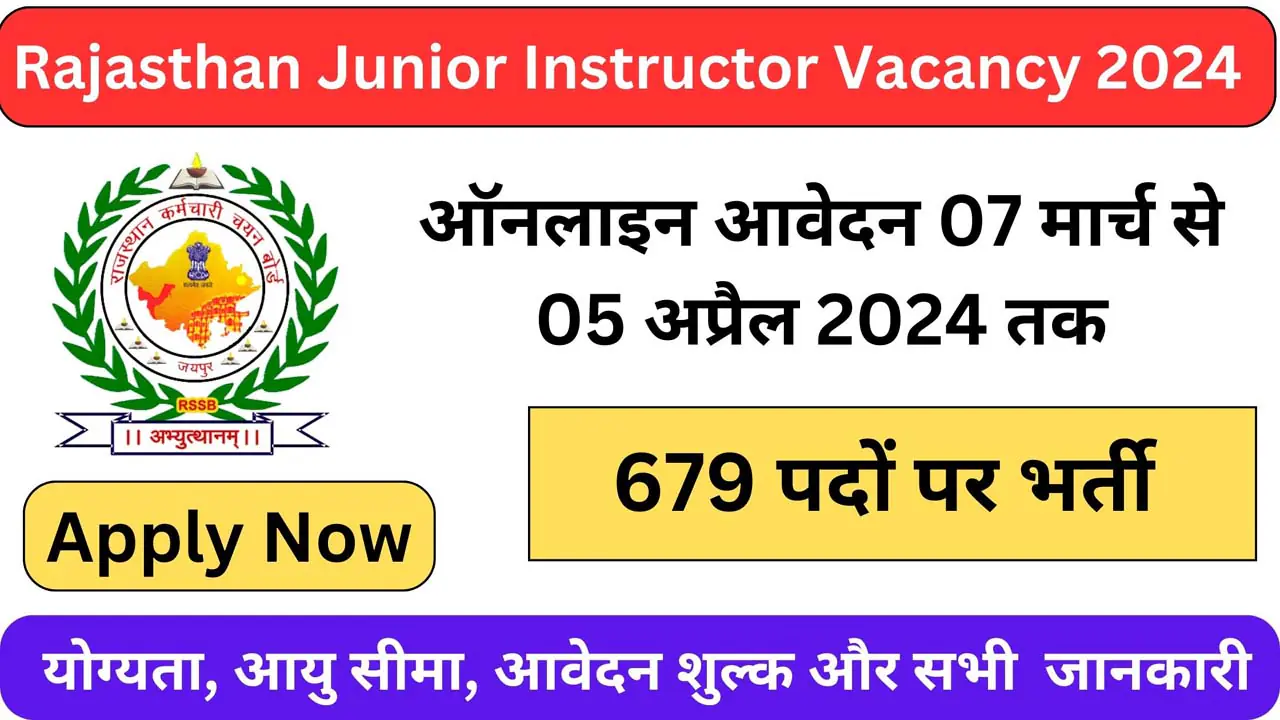 Rajasthan Junior Instructor Vacancy 2024
ऑनलाइन आवेदन 07 मार्च से
05 अप्रैल 2024 तक
राजस्थान कर्मचारी चयन बोर्ड
जयपुर
RSSB
।। अभ्युत्थानम् ।।
679 पदों पर भर्ती
Apply Now
योग्यता, आयु सीमा, आवेदन शुल्क और सभी जानकारी